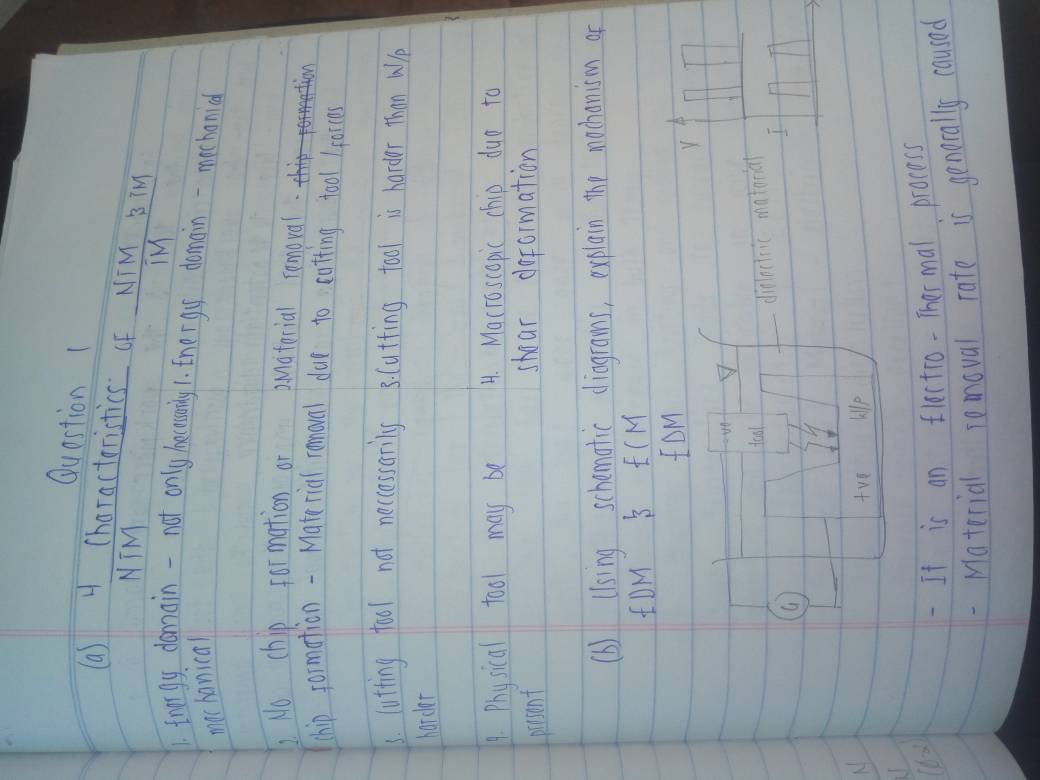 Question 1
(a) 4 Characteristics of NTM & TM
NTM TM
1. Energy domain - not only/necessarily 1. Energy domain - mechanical
mechanical
2. No chip formation or 2. Material removal - chip formation
chip formation - Material removal due to cutting tool / forces
3. Cutting tool not neccessarily 3. Cutting tool is harder than W/p
harder
4. Physical tool may be 4. Macroscopic chip due to
present shear deformation
(b) Using schematic diagrams, explain the mechanism of
EDM & ECM
EDM
V
-ve
tool
dielectric material
I
G
+ve W/p
- It is an Electro - Thermal process
- Material removal rate is generally caused